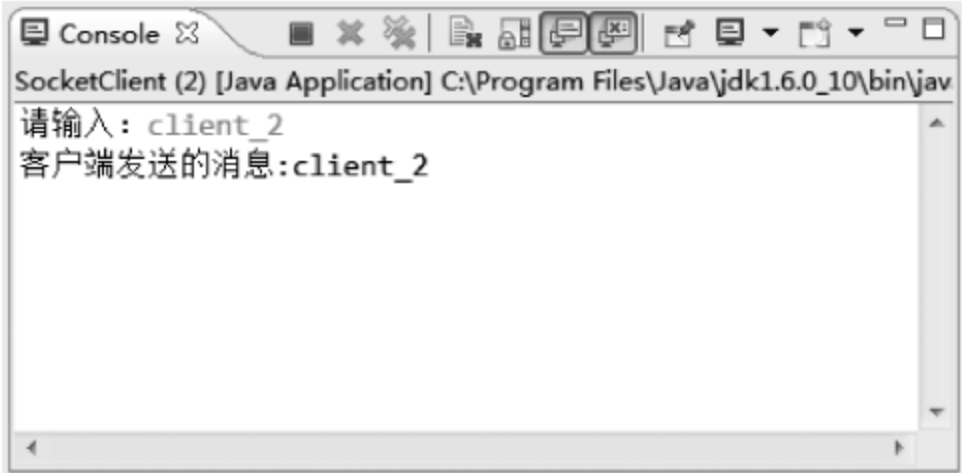 Console
SocketClient (2) [Java Application] C:\Program Files\Java\jdk1.6.0_10\bin\jav
请输入: client_2
客户端发送的消息:client_2